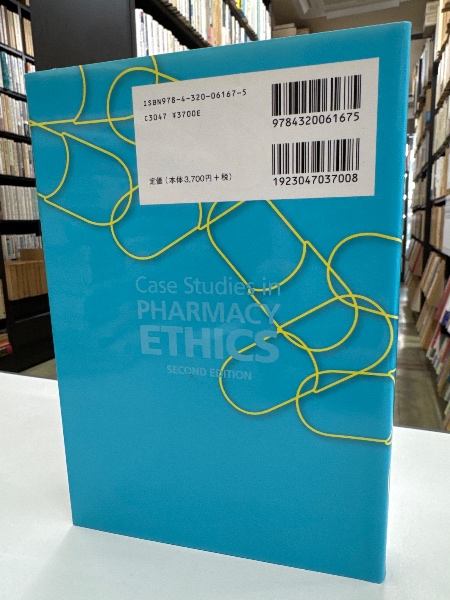 ISBN978-4-320-06167-5
C3047 ¥3700E
定価(本体3,700円+税)
9784320061675
1923047037008
Case Studies in
PHARMACY
ETHICS
SECOND EDITION